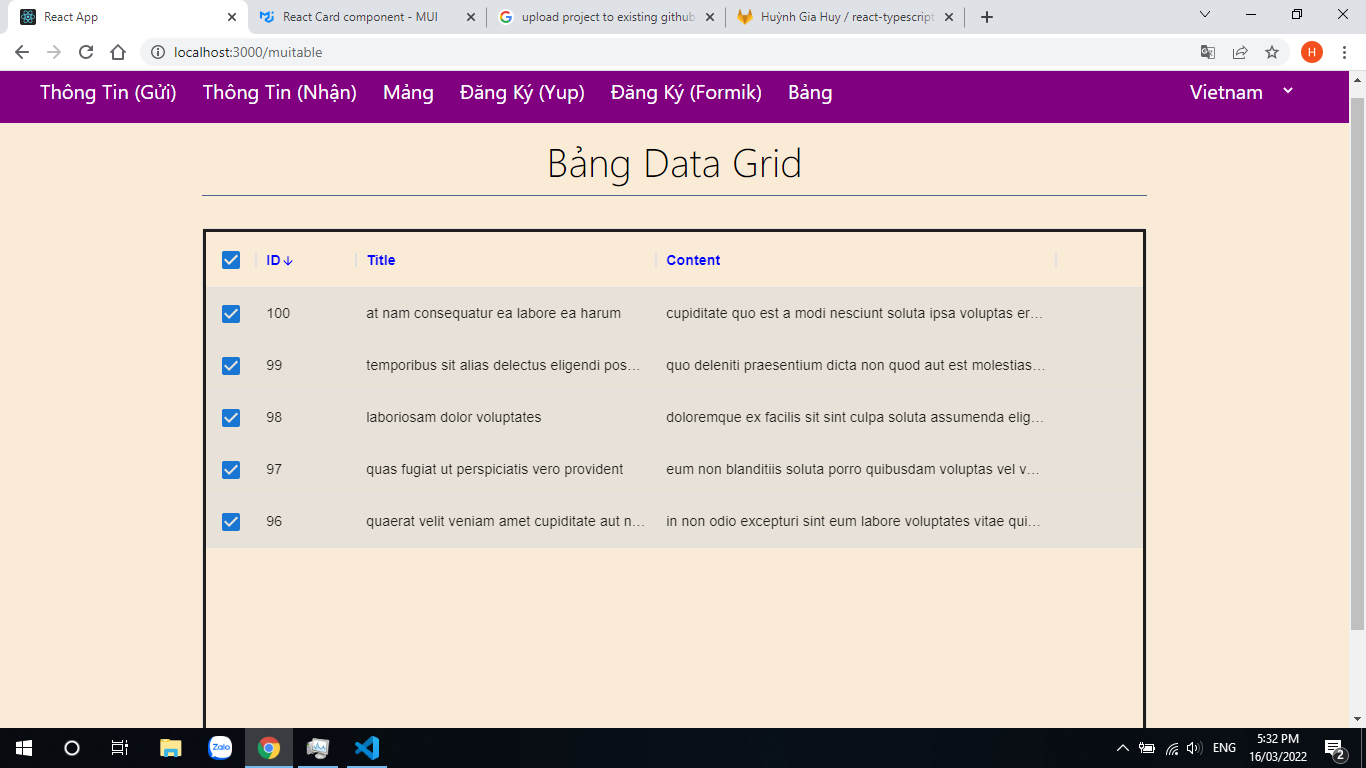 React App
React Card component - MUI
upload project to existing github
Huỳnh Gia Huy / react-typescript
localhost:3000/muitable
H
Thông Tin (Gửi) Thông Tin (Nhận) Mảng Đăng Ký (Yup) Đăng Ký (Formik) Bảng Vietnam
Bảng Data Grid
ID Title Content
100 at nam consequatur ea labore ea harum cupiditate quo est a modi nesciunt soluta ipsa voluptas er…
99 temporibus sit alias delectus eligendi pos… quo deleniti praesentium dicta non quod aut est molestias…
98 laboriosam dolor voluptates doloremque ex facilis sit sint culpa soluta assumenda elig…
97 quas fugiat ut perspiciatis vero provident eum non blanditiis soluta porro quibusdam voluptas vel v…
96 quaerat velit veniam amet cupiditate aut n… in non odio excepturi sint eum labore voluptates vitae qui…
Zalo
ENG
5:32 PM
16/03/2022
2